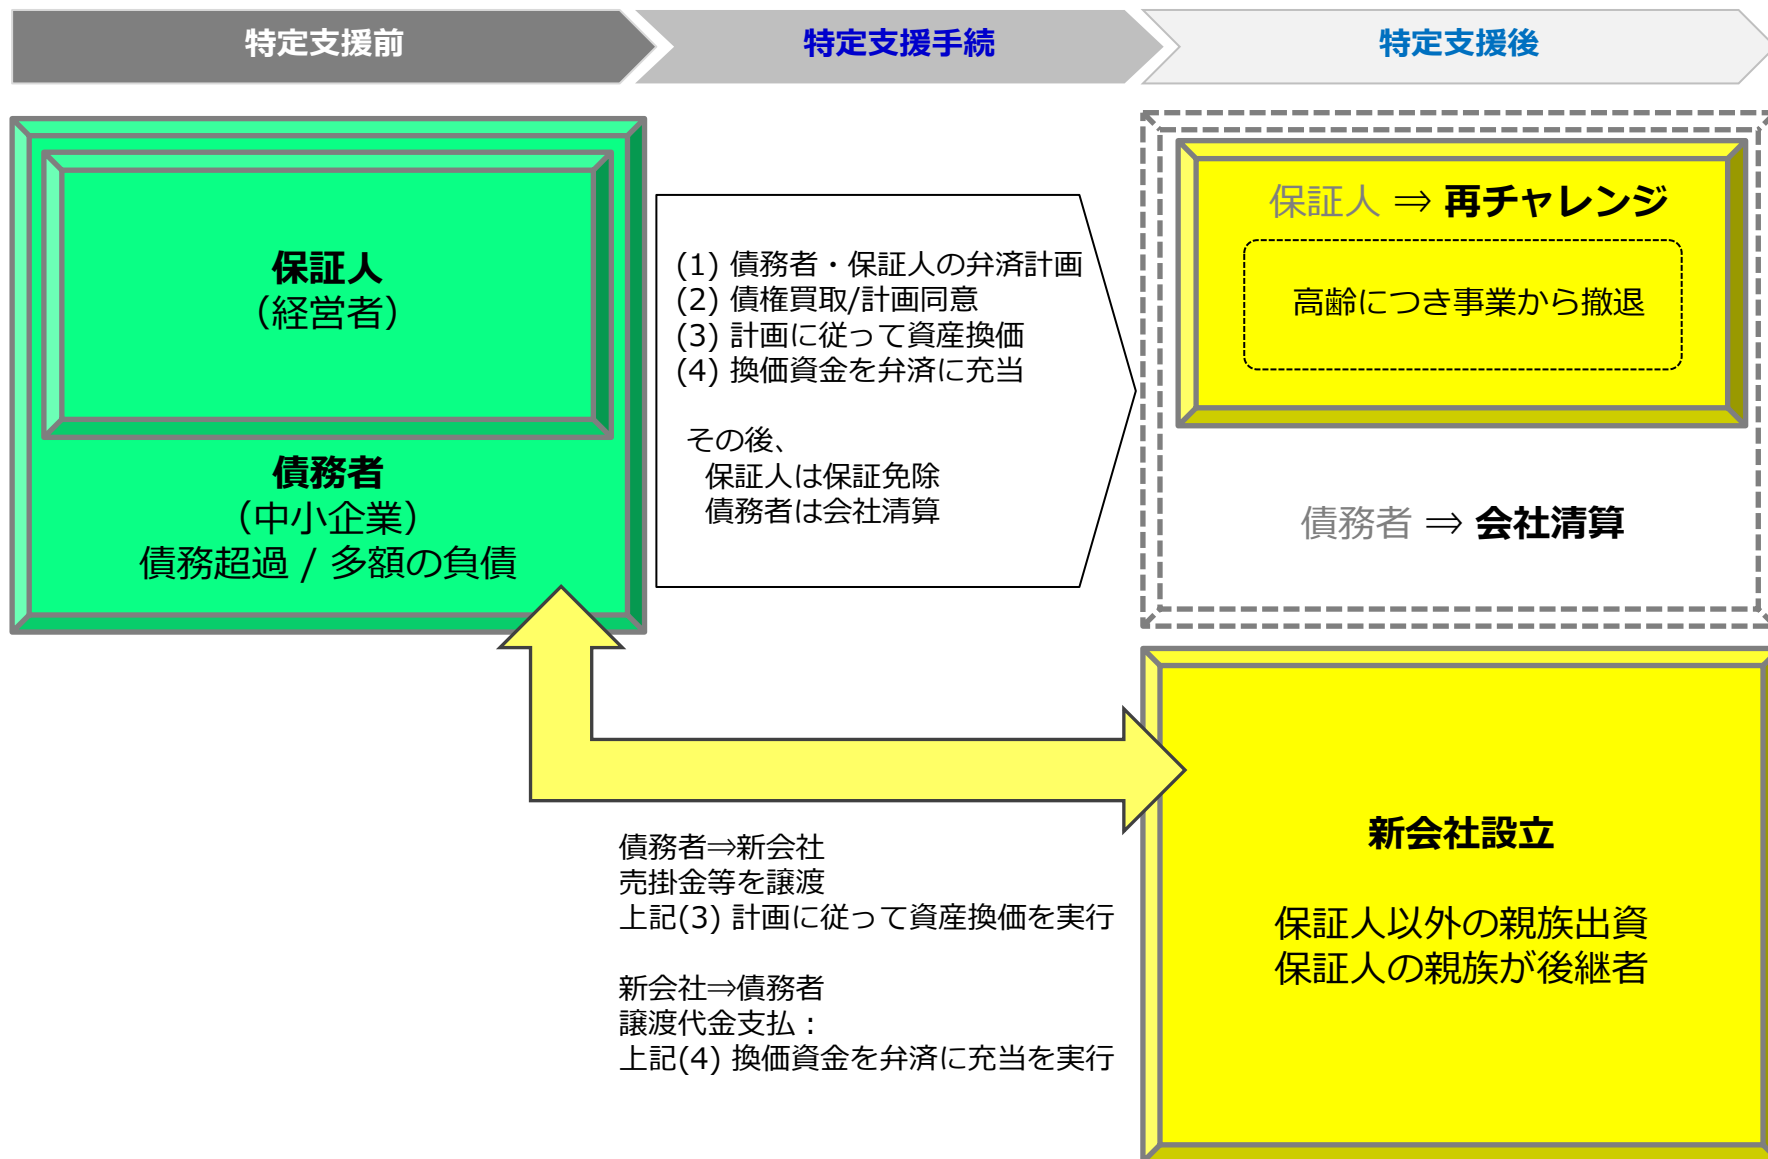 特定支援前
特定支援手続
特定支援後
保証人
（経営者）
債務者
（中小企業）
債務超過 / 多額の負債
(1) 債務者・保証人の弁済計画
(2) 債権買取/計画同意
(3) 計画に従って資産換価
(4) 換価資金を弁済に充当
その後、
保証人は保証免除
債務者は会社清算
保証人 ⇒ 再チャレンジ
高齢につき事業から撤退
債務者 ⇒ 会社清算
債務者⇒新会社
売掛金等を譲渡
上記(3) 計画に従って資産換価を実行
新会社⇒債務者
譲渡代金支払：
上記(4) 換価資金を弁済に充当を実行
新会社設立
保証人以外の親族出資
保証人の親族が後継者